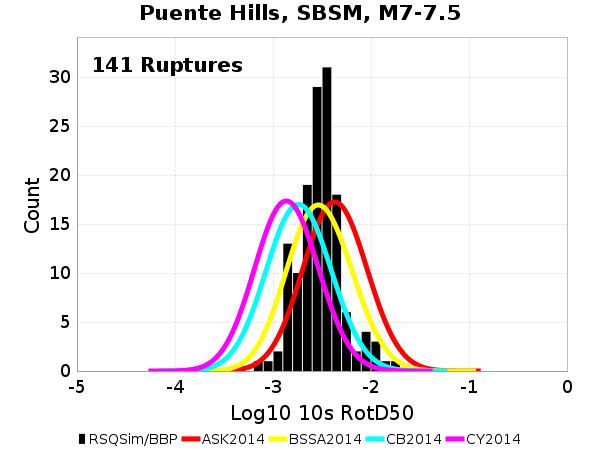 Puente Hills, SBSM, M7-7.5
141 Ruptures
Count
30
25
20
15
10
5
0
-5 -4 -3 -2 -1 0
Log10 10s RotD50
RSQSim/BBP ASK2014 BSSA2014 CB2014 CY2014